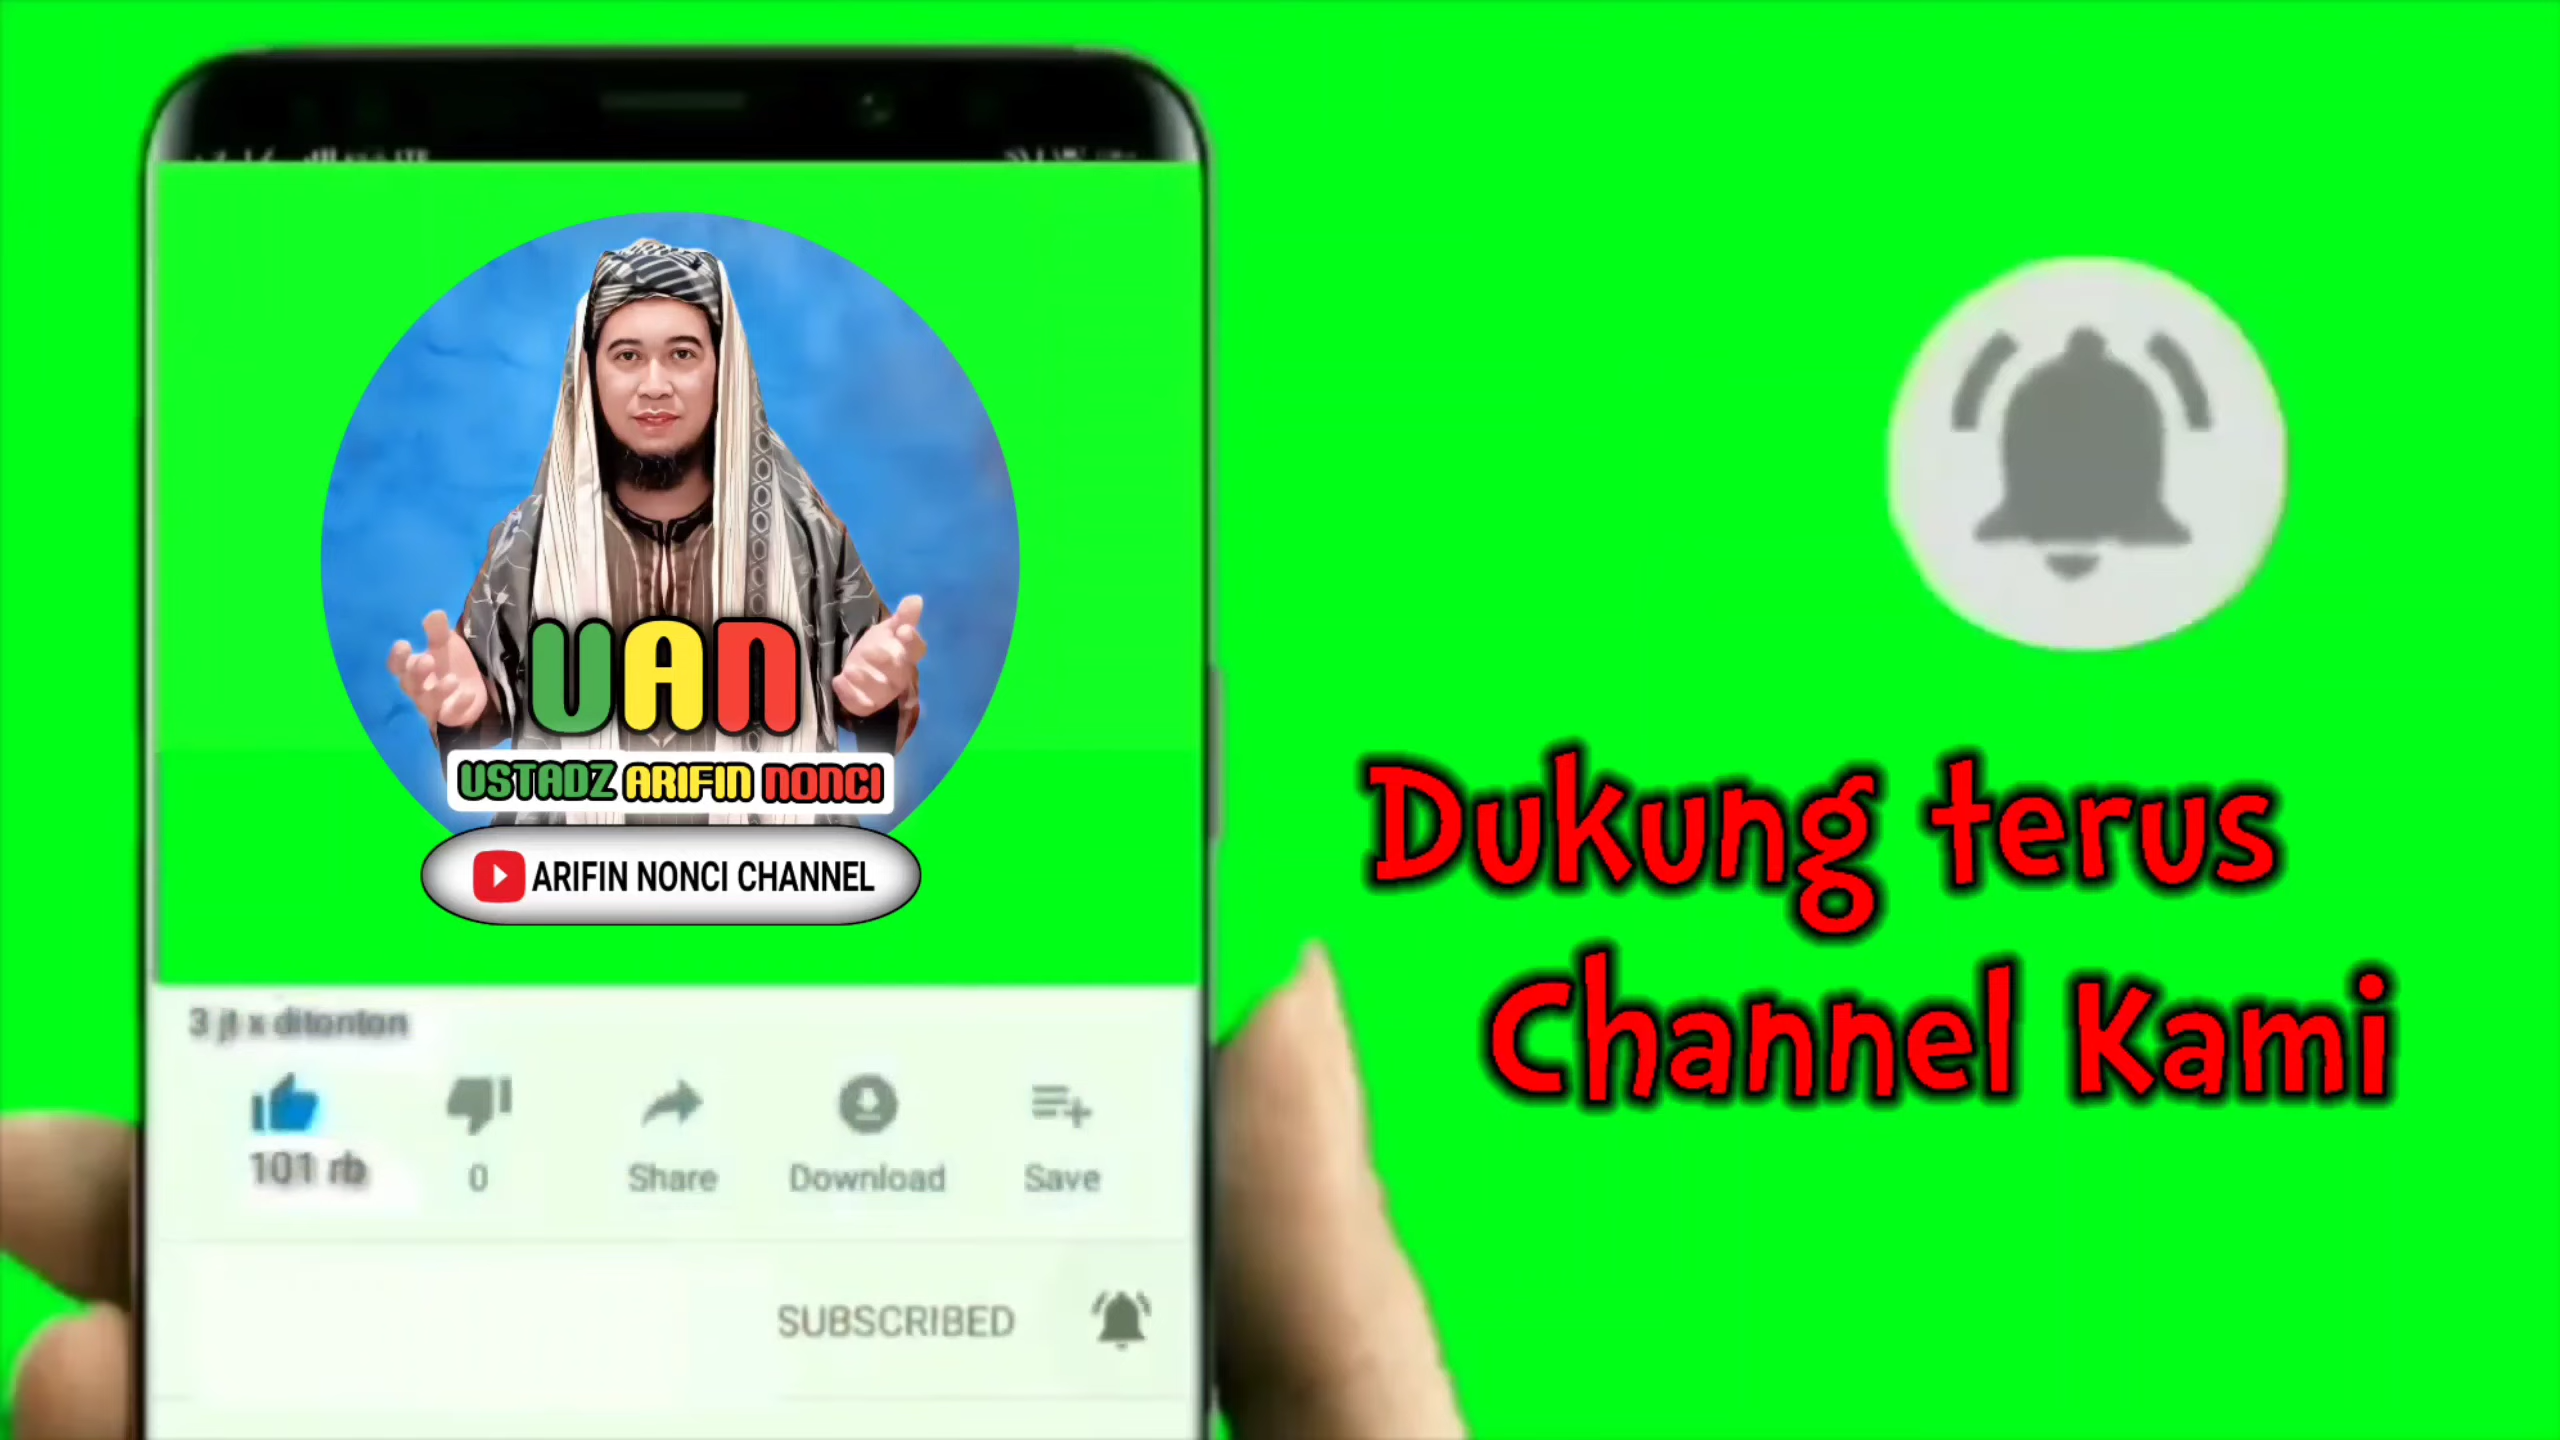 UAN
USTADZ ARIFIN NONCI
ARIFIN NONCI CHANNEL
3 jt x ditonton
101 rb 0 Share Download Save
SUBSCRIBED
Dukung terus
Channel Kami